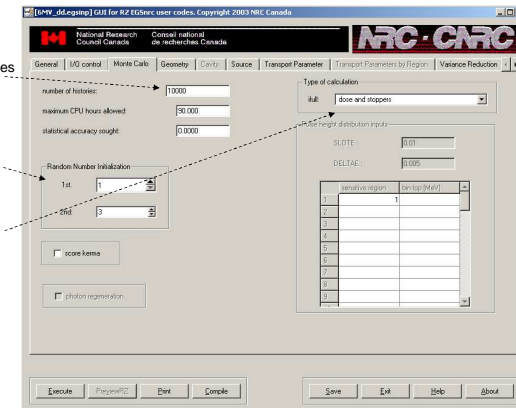 [6MV_dd.egsinp] GUI for RZ EGSnrc user codes. Copyright 2003 NRC Canada
National Research Council Canada
Conseil national de recherches Canada
NRC·CNRC
General I/O control Monte Carlo Geometry Cavity Source Transport Parameter Transport Parameters by Region Variance Reduction
es
number of histories: 10000
maximum CPU hours allowed: 90.000
statistical accuracy sought: 0.0000
Random Number Initialization
1st: 1
2nd: 3
score kerma
photon regeneration
Type of calculation
ifull: dose and stoppers
Pulse height distribution inputs
SLOTE : 0.01
DELTAE : 0.005
sensitive region bin top (MeV)
1 1
2
3
4
5
6
7
8
9
Execute PreviewRZ Print Compile Save Exit Help About